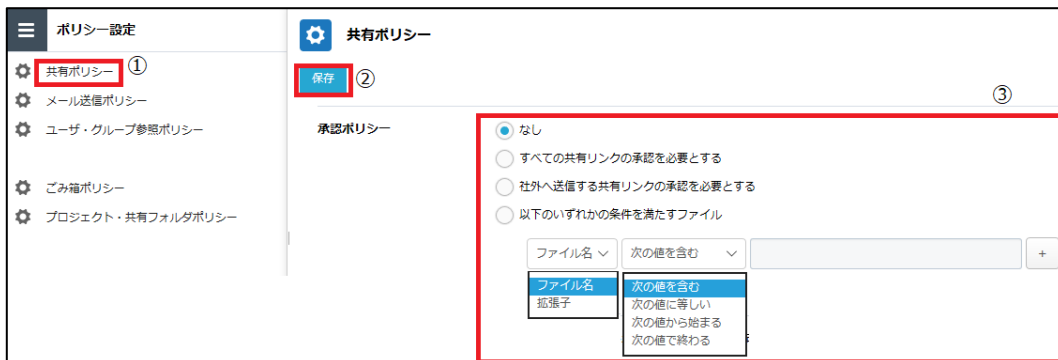 ポリシー設定
共有ポリシー ①
メール送信ポリシー
ユーザ・グループ参照ポリシー
ごみ箱ポリシー
プロジェクト・共有フォルダポリシー
共有ポリシー
保存 ②
③
承認ポリシー
なし
すべての共有リンクの承認を必要とする
社外へ送信する共有リンクの承認を必要とする
以下のいずれかの条件を満たすファイル
ファイル名 次の値を含む +
ファイル名
拡張子
次の値を含む
次の値に等しい
次の値から始まる
次の値で終わる